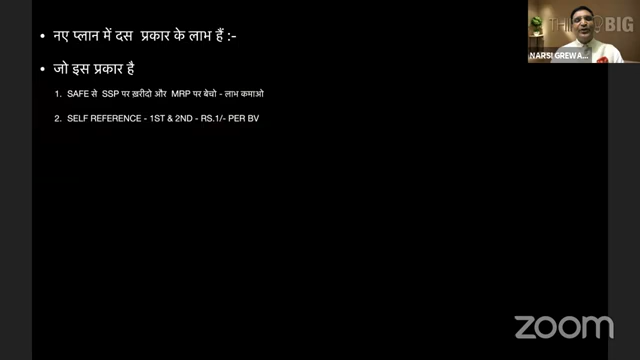 • नए प्लान में दस प्रकार के लाभ हैं :-
• जो इस प्रकार है
1. SAFE से SSP पर ख़रीदो और MRP पर बेचो - लाभ कमाओ
2. SELF REFERENCE - 1ST & 2ND - RS.1/- PER BV
BIG
NARSI GREWA...
zoom